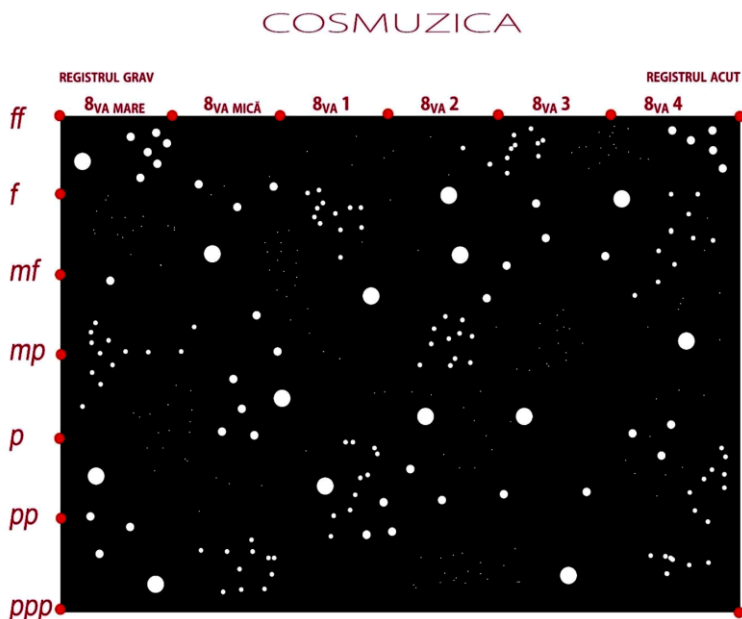 COSMUZICA
REGISTRUL GRAV REGISTRUL ACUT
8VA MARE 8VA MICĂ 8VA 1 8VA 2 8VA 3 8VA 4
ff
f
mf
mp
p
pp
ppp